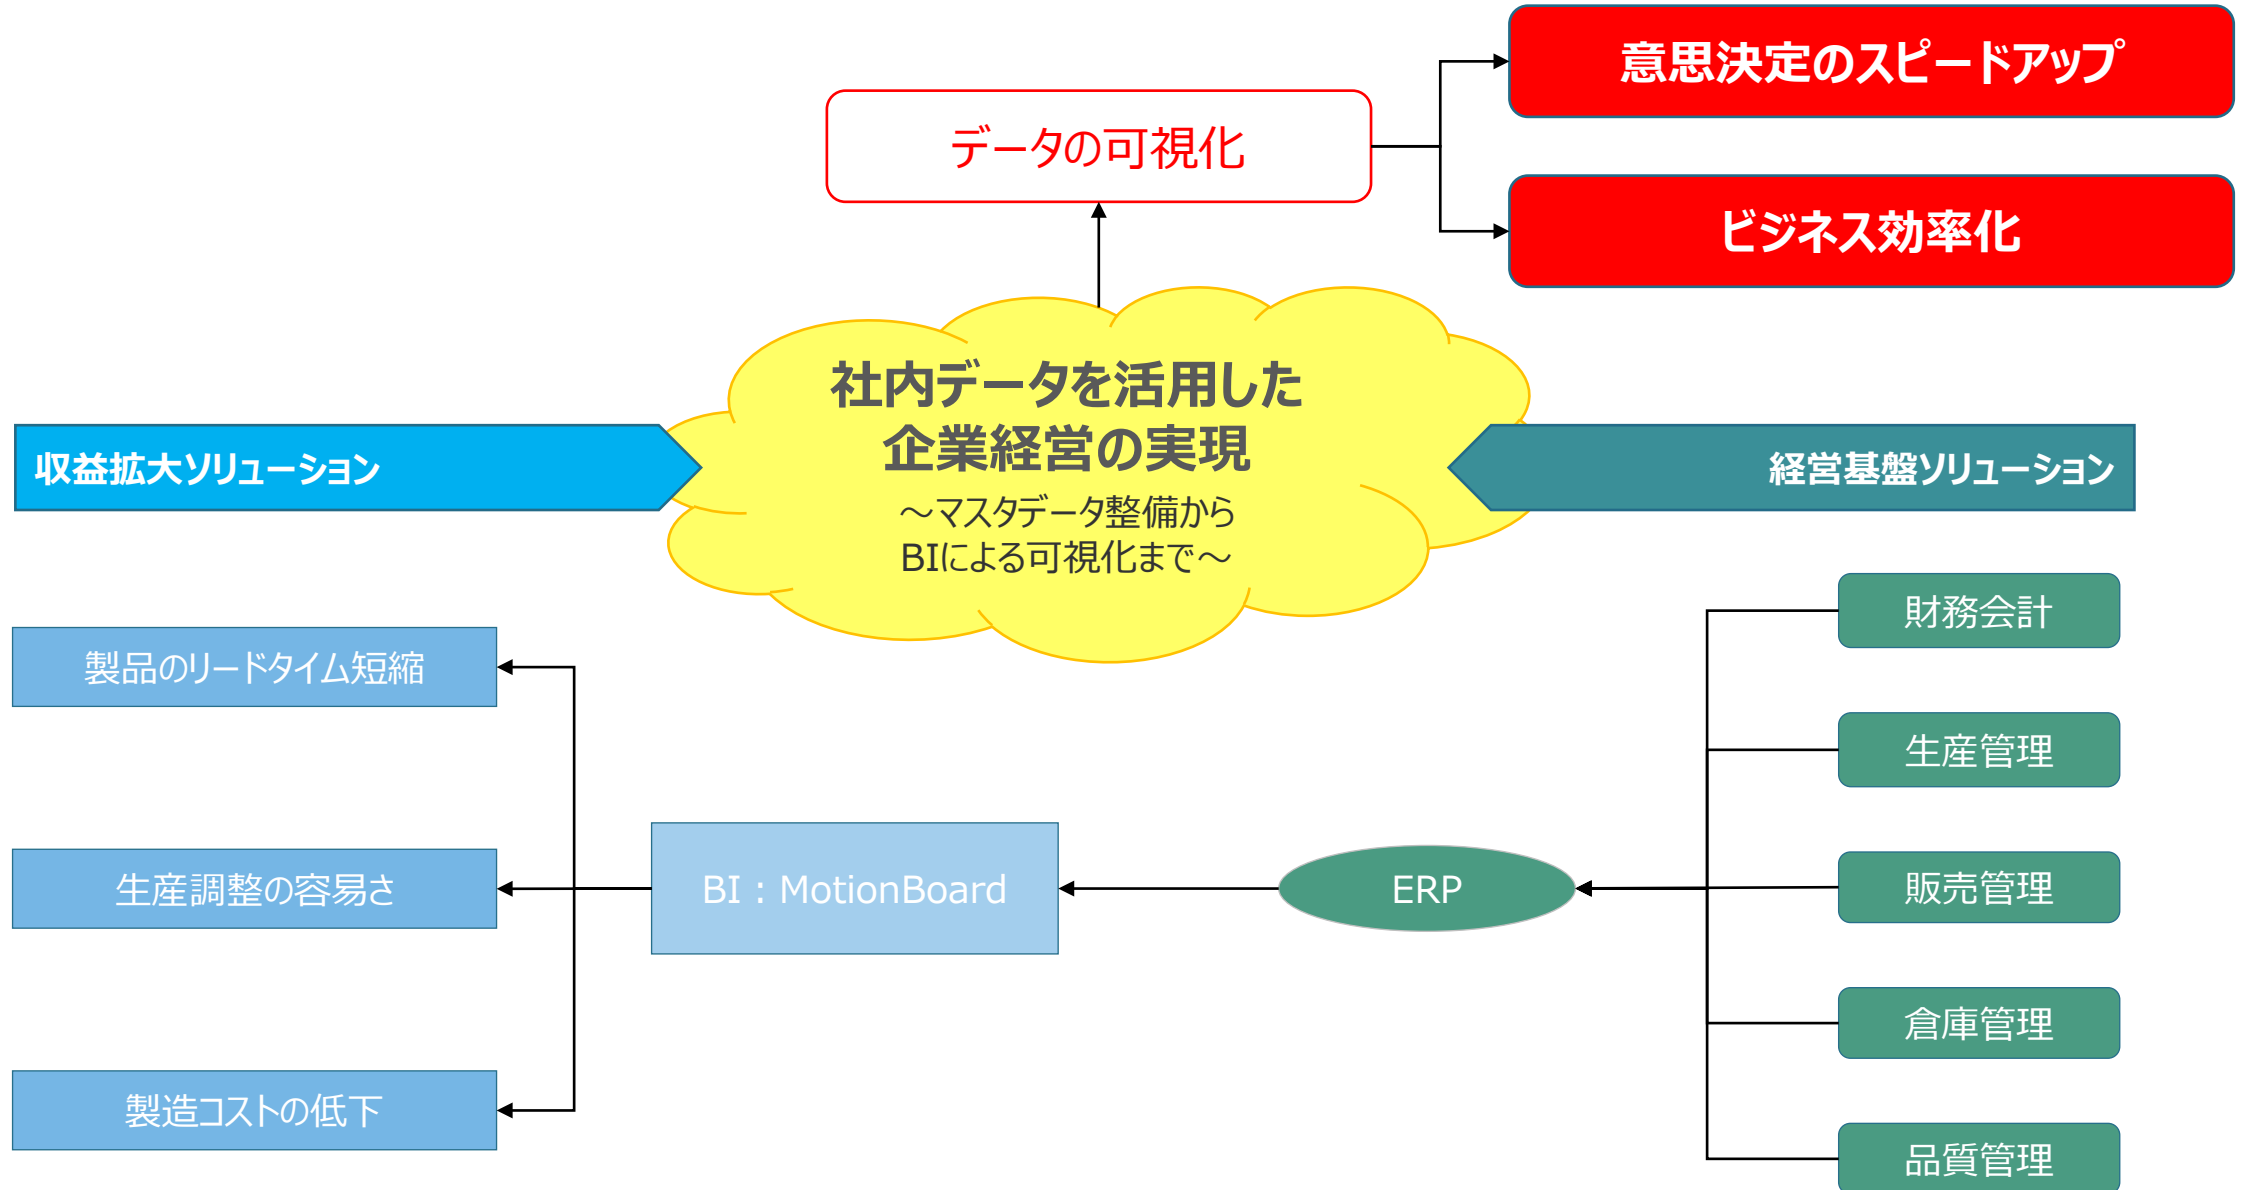 意思決定のスピードアップ
データの可視化
ビジネス効率化
社内データを活用した
企業経営の実現
～マスタデータ整備から
BIによる可視化まで～
収益拡大ソリューション
経営基盤ソリューション
製品のリードタイム短縮
生産調整の容易さ
製造コストの低下
BI：MotionBoard
ERP
財務会計
生産管理
販売管理
倉庫管理
品質管理